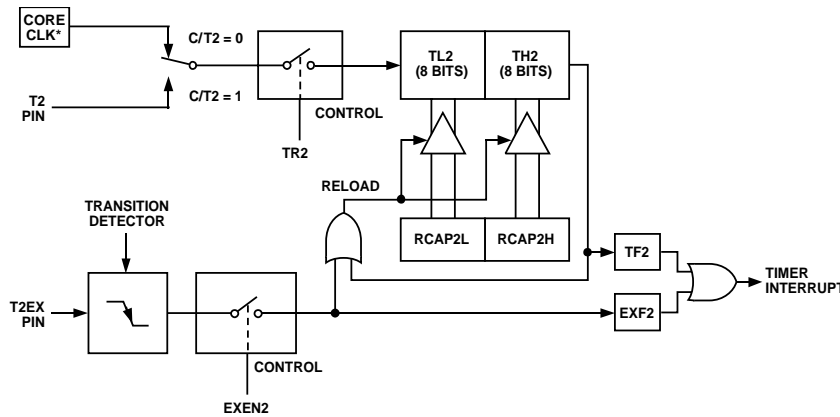 CORE
CLK*
C/T2 = 0
TL2
(8 BITS)
TH2
(8 BITS)
T2
PIN
C/T2 = 1
CONTROL
TR2
RELOAD
TRANSITION
DETECTOR
RCAP2L
RCAP2H
TF2
TIMER
INTERRUPT
T2EX
PIN
EXF2
CONTROL
EXEN2